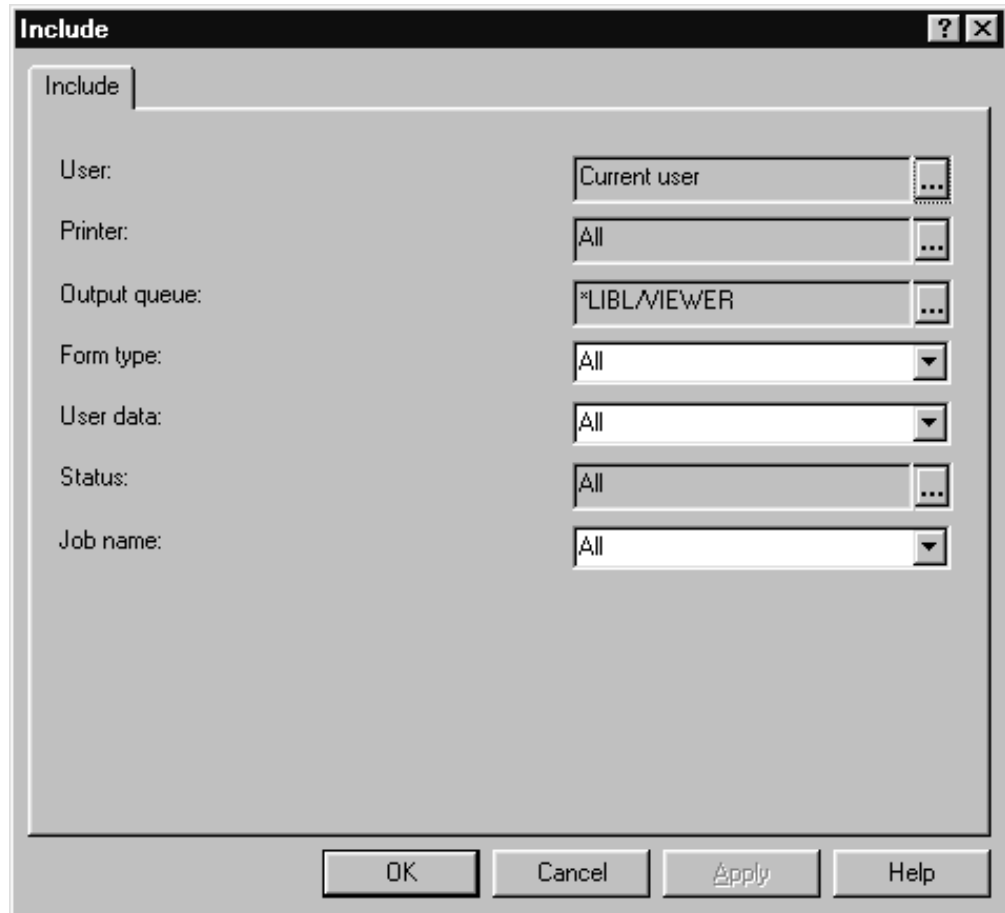 Include
Include
User: Current user ...
Printer: All ...
Output queue: *LIBL/VIEWER ...
Form type: All
User data: All
Status: All ...
Job name: All
OK Cancel Apply Help